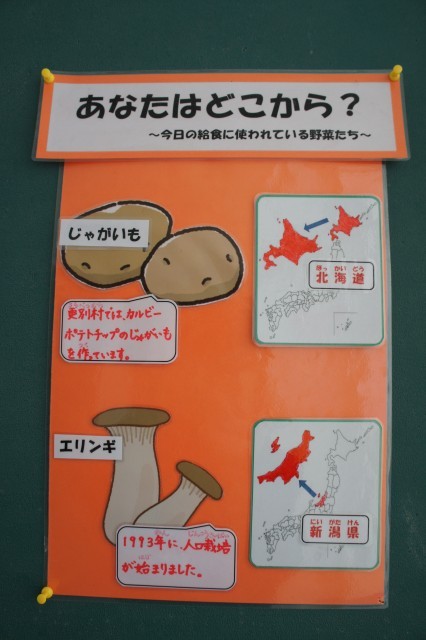 あなたはどこから？
～今日の給食に使われている野菜たち～
じゃがいも
ほっ かい どう
北海道
更別村では、カルビー
ポテトチップのじゃがいも
を作っています。
エリンギ
にい がた けん
新潟県
1993年に、人口栽培
が始まりました。